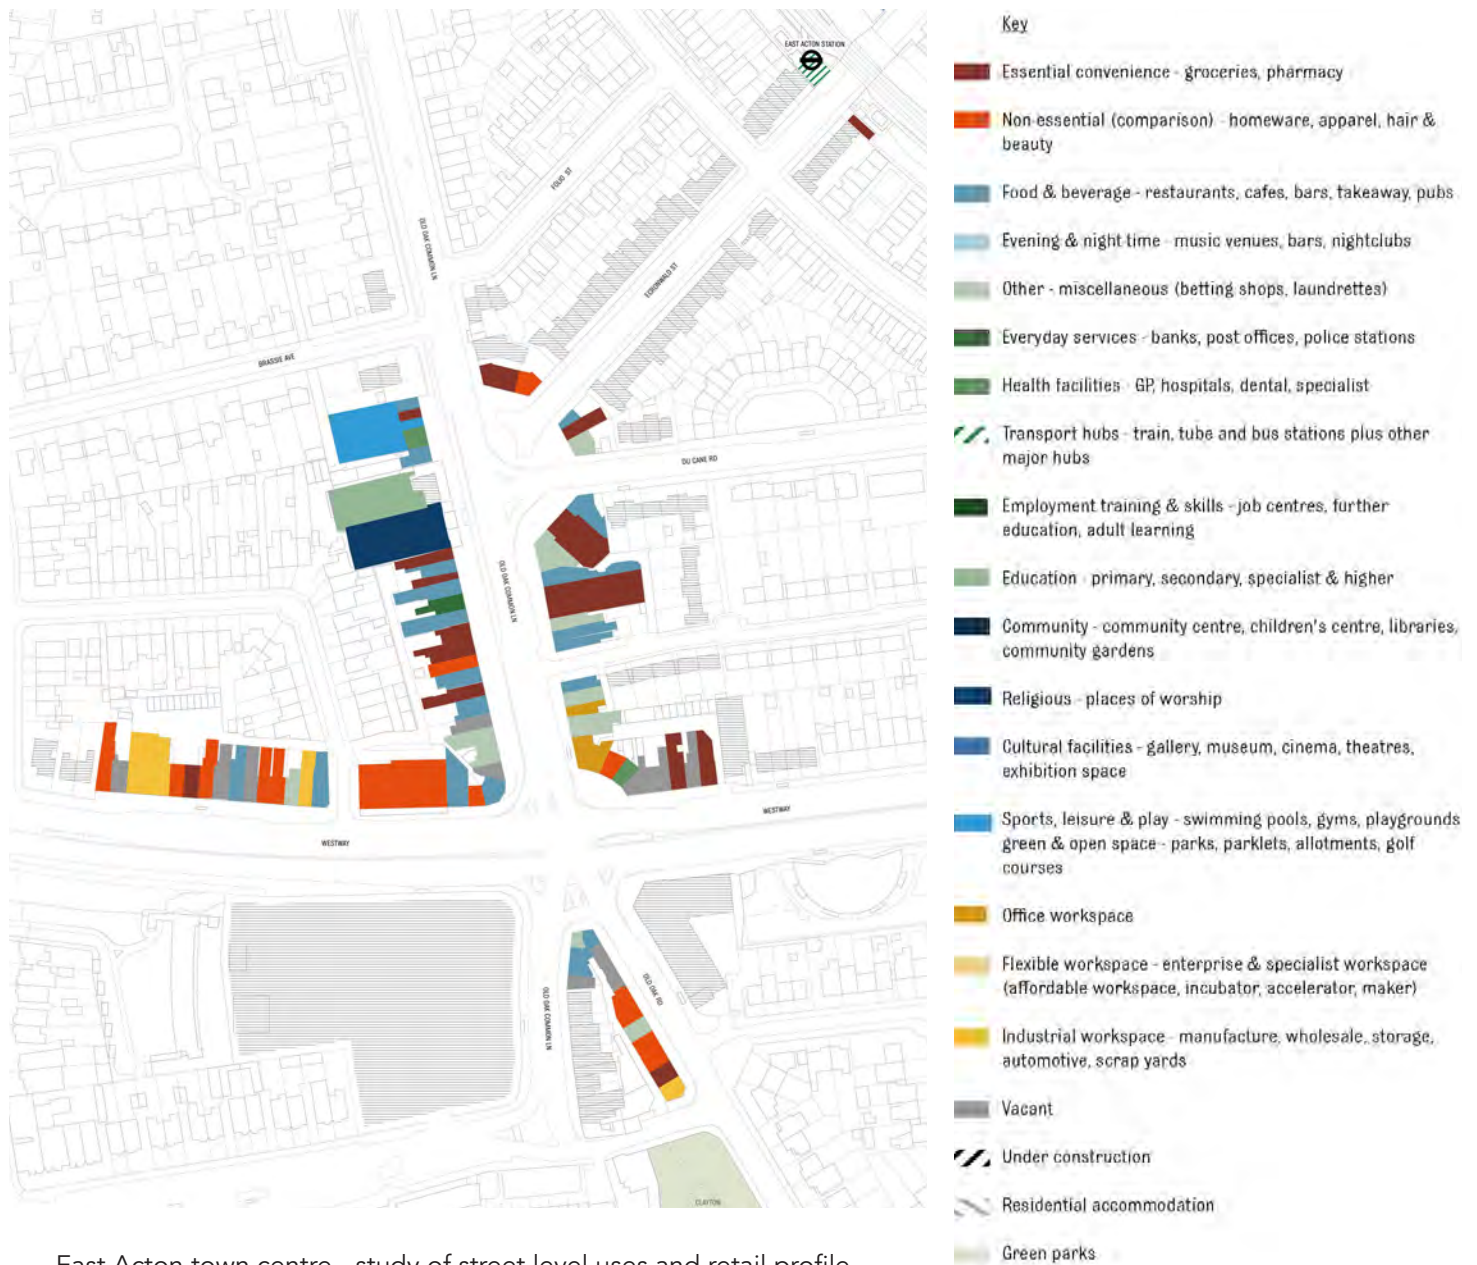 EAST ACTON STATION
FOLIO ST
OLD OAK COMMON LN
ERCONWALD ST
BRASSIE AVE
DU CANE RD
OLD OAK COMMON LN
WESTWAY
WESTWAY
OLD OAK RD
OLD OAK COMMON LN
CLAYTON
East Acton town centre - study of street level uses and retail profile
Key
Essential convenience - groceries, pharmacy
Non essential (comparison) - homeware, apparel, hair &
beauty
Food & beverage - restaurants, cafes, bars, takeaway, pubs
Evening & night time - music venues, bars, nightclubs
Other - miscellaneous (betting shops, laundrettes)
Everyday services - banks, post offices, police stations
Health facilities - GP, hospitals, dental, specialist
Transport hubs - train, tube and bus stations plus other
major hubs
Employment training & skills - job centres, further
education, adult learning
Education - primary, secondary, specialist & higher
Community - community centre, children's centre, libraries,
community gardens
Religious - places of worship
Cultural facilities - gallery, museum, cinema, theatres,
exhibition space
Sports, leisure & play - swimming pools, gyms, playgrounds
green & open space - parks, parklets, allotments, golf
courses
Office workspace
Flexible workspace - enterprise & specialist workspace
(affordable workspace, incubator, accelerator, maker)
Industrial workspace - manufacture, wholesale, storage,
automotive, scrap yards
Vacant
Under construction
Residential accommodation
Green parks